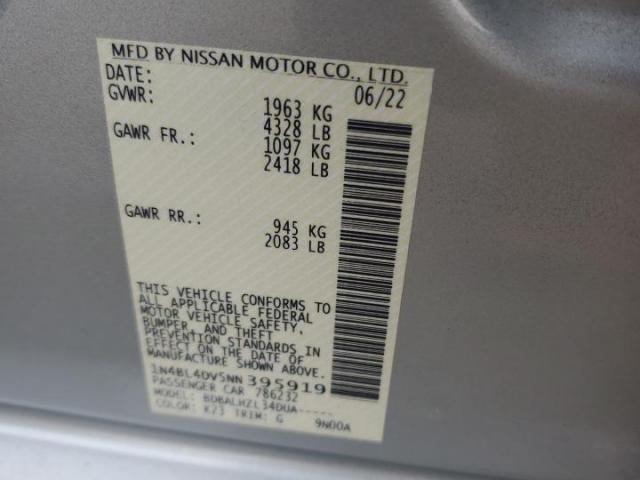 MFD BY NISSAN MOTOR CO., LTD.
DATE: 06/22
GVWR: 1963 KG
4328 LB
GAWR FR.: 1097 KG
2418 LB
GAWR RR.: 945 KG
2083 LB
THIS VEHICLE CONFORMS TO
ALL APPLICABLE FEDERAL
MOTOR VEHICLE SAFETY,
BUMPER, AND THEFT
PREVENTION STANDARDS IN
EFFECT ON THE DATE OF
MANUFACTURE SHOWN ABOVE.
1N4BL4DV5NN395919
PASSENGER CAR 786232
MODEL: BDBALHZL34DUA-----
COLOR: K23 TRIM: G 9N00A